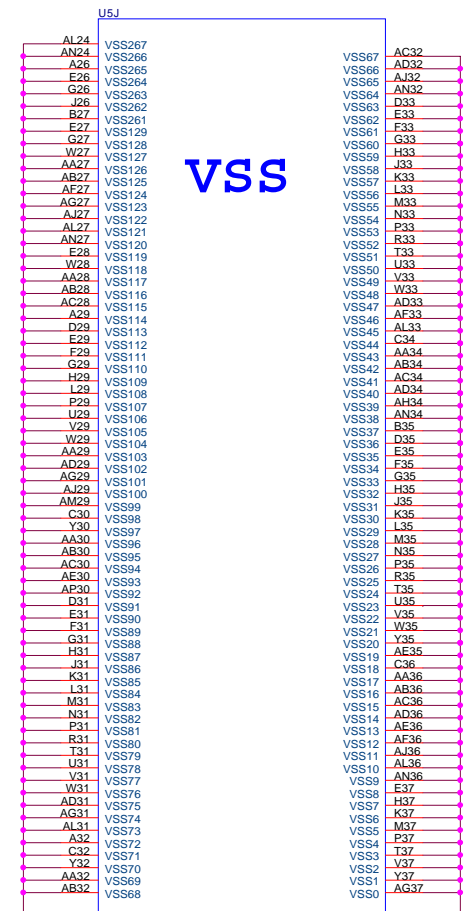 U5J
VSS
AL24 VSS267
AN24 VSS266
A26 VSS265
E26 VSS264
G26 VSS263
J26 VSS262
B27 VSS261
E27 VSS129
G27 VSS128
W27 VSS127
AA27 VSS126
AB27 VSS125
AF27 VSS124
AG27 VSS123
AJ27 VSS122
AL27 VSS121
AN27 VSS120
E28 VSS119
W28 VSS118
AA28 VSS117
AB28 VSS116
AC28 VSS115
A29 VSS114
D29 VSS113
E29 VSS112
F29 VSS111
G29 VSS110
H29 VSS109
L29 VSS108
P29 VSS107
U29 VSS106
V29 VSS105
W29 VSS104
AA29 VSS103
AD29 VSS102
AG29 VSS101
AJ29 VSS100
AM29 VSS99
C30 VSS98
Y30 VSS97
AA30 VSS96
AB30 VSS95
AC30 VSS94
AE30 VSS93
AP30 VSS92
D31 VSS91
E31 VSS90
F31 VSS89
G31 VSS88
H31 VSS87
J31 VSS86
K31 VSS85
L31 VSS84
M31 VSS83
N31 VSS82
P31 VSS81
R31 VSS80
T31 VSS79
U31 VSS78
V31 VSS77
W31 VSS76
AD31 VSS75
AG31 VSS74
AL31 VSS73
A32 VSS72
C32 VSS71
Y32 VSS70
AA32 VSS69
AB32 VSS68
VSS67 AC32
VSS66 AD32
VSS65 AJ32
VSS64 AN32
VSS63 D33
VSS62 E33
VSS61 F33
VSS60 G33
VSS59 H33
VSS58 J33
VSS57 K33
VSS56 L33
VSS55 M33
VSS54 N33
VSS53 P33
VSS52 R33
VSS51 T33
VSS50 U33
VSS49 V33
VSS48 W33
VSS47 AD33
VSS46 AF33
VSS45 AL33
VSS44 C34
VSS43 AA34
VSS42 AB34
VSS41 AC34
VSS40 AD34
VSS39 AH34
VSS38 AN34
VSS37 B35
VSS36 D35
VSS35 E35
VSS34 F35
VSS33 G35
VSS32 H35
VSS31 J35
VSS30 K35
VSS29 L35
VSS28 M35
VSS27 N35
VSS26 P35
VSS25 R35
VSS24 T35
VSS23 U35
VSS22 V35
VSS21 W35
VSS20 Y35
VSS19 AE35
VSS18 C36
VSS17 AA36
VSS16 AB36
VSS15 AC36
VSS14 AD36
VSS13 AE36
VSS12 AF36
VSS11 AJ36
VSS10 AL36
VSS9 AN36
VSS8 E37
VSS7 H37
VSS6 K37
VSS5 M37
VSS4 P37
VSS3 T37
VSS2 V37
VSS1 Y37
VSS0 AG37